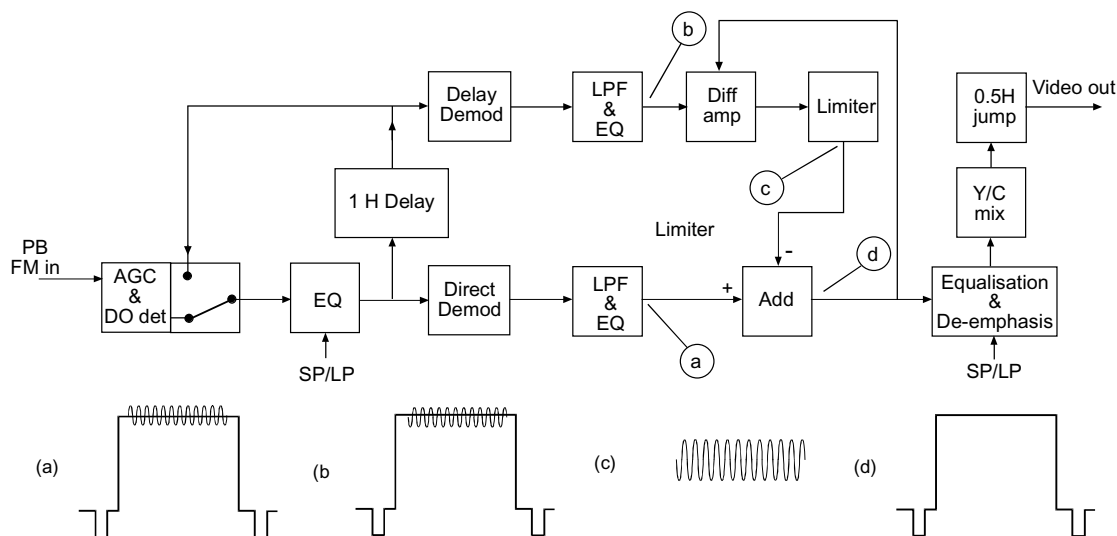 b
Delay
Demod
LPF
&
EQ
Diff
amp
Limiter
0.5H
jump
Video out
1 H Delay
c
Y/C
mix
Limiter
PB
FM in
AGC
&
DO det
EQ
Direct
Demod
LPF
&
EQ
+
-
Add
d
Equalisation
&
De-emphasis
a
SP/LP
SP/LP
(a)
(b
(c)
(d)